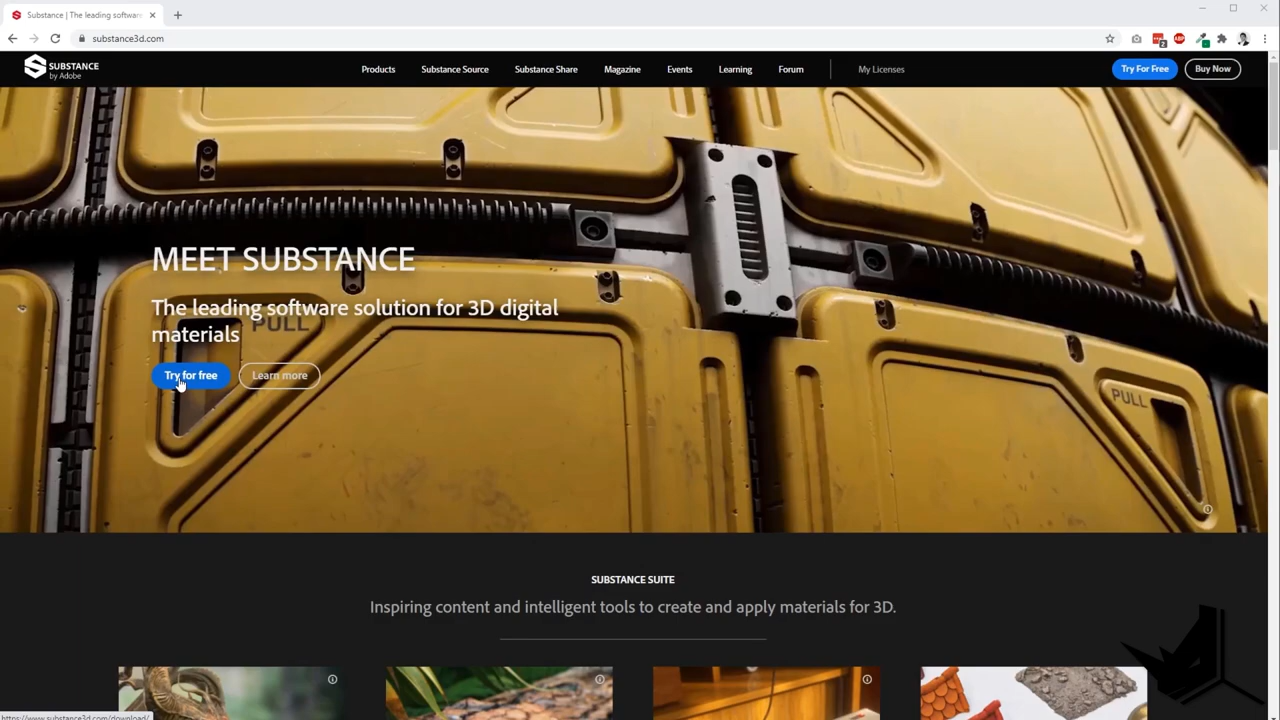 Substance | The leading softwar
substance3d.com
2
ABP
SUBSTANCE
by Adobe
Products
Substance Source
Substance Share
Magazine
Events
Learning
Forum
My Licenses
Try For Free
Buy Now
MEET SUBSTANCE
The leading software solution for 3D digital
materials
PULL
Try for free
Learn more
PULL
SUBSTANCE SUITE
Inspiring content and intelligent tools to create and apply materials for 3D.
https://www.substance3d.com/download/